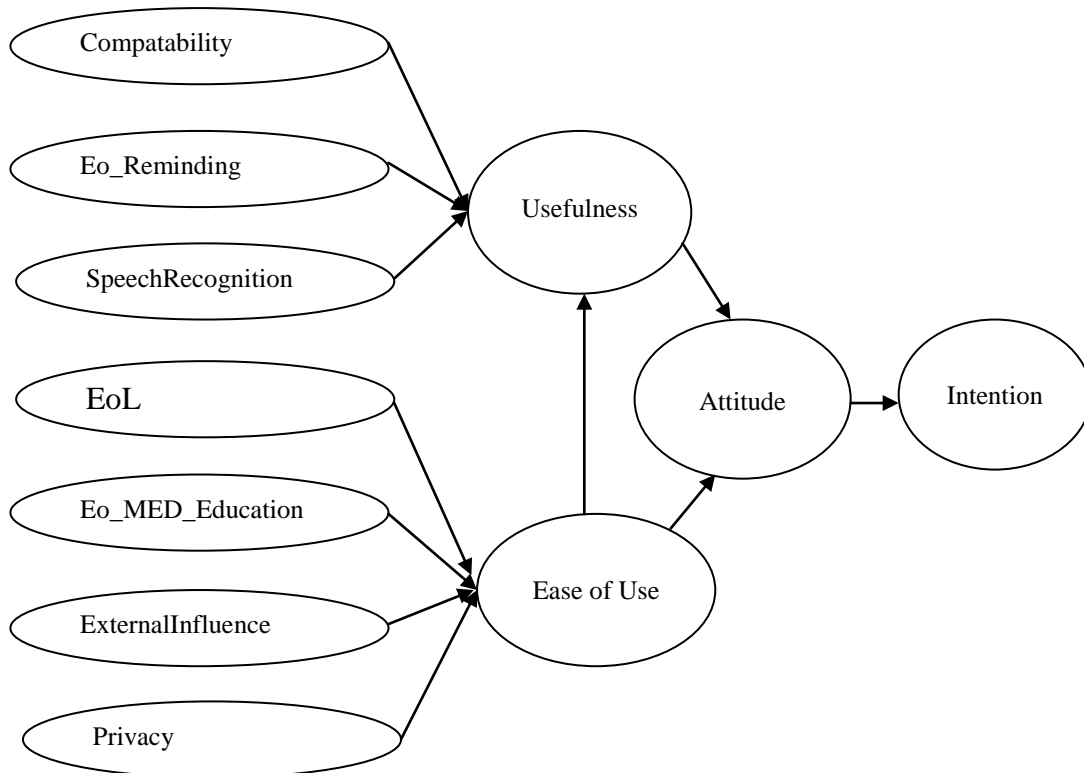 Compatability
Eo_Reminding
SpeechRecognition
EoL
Eo_MED_Education
ExternalInfluence
Privacy
Usefulness
Ease of Use
Attitude
Intention